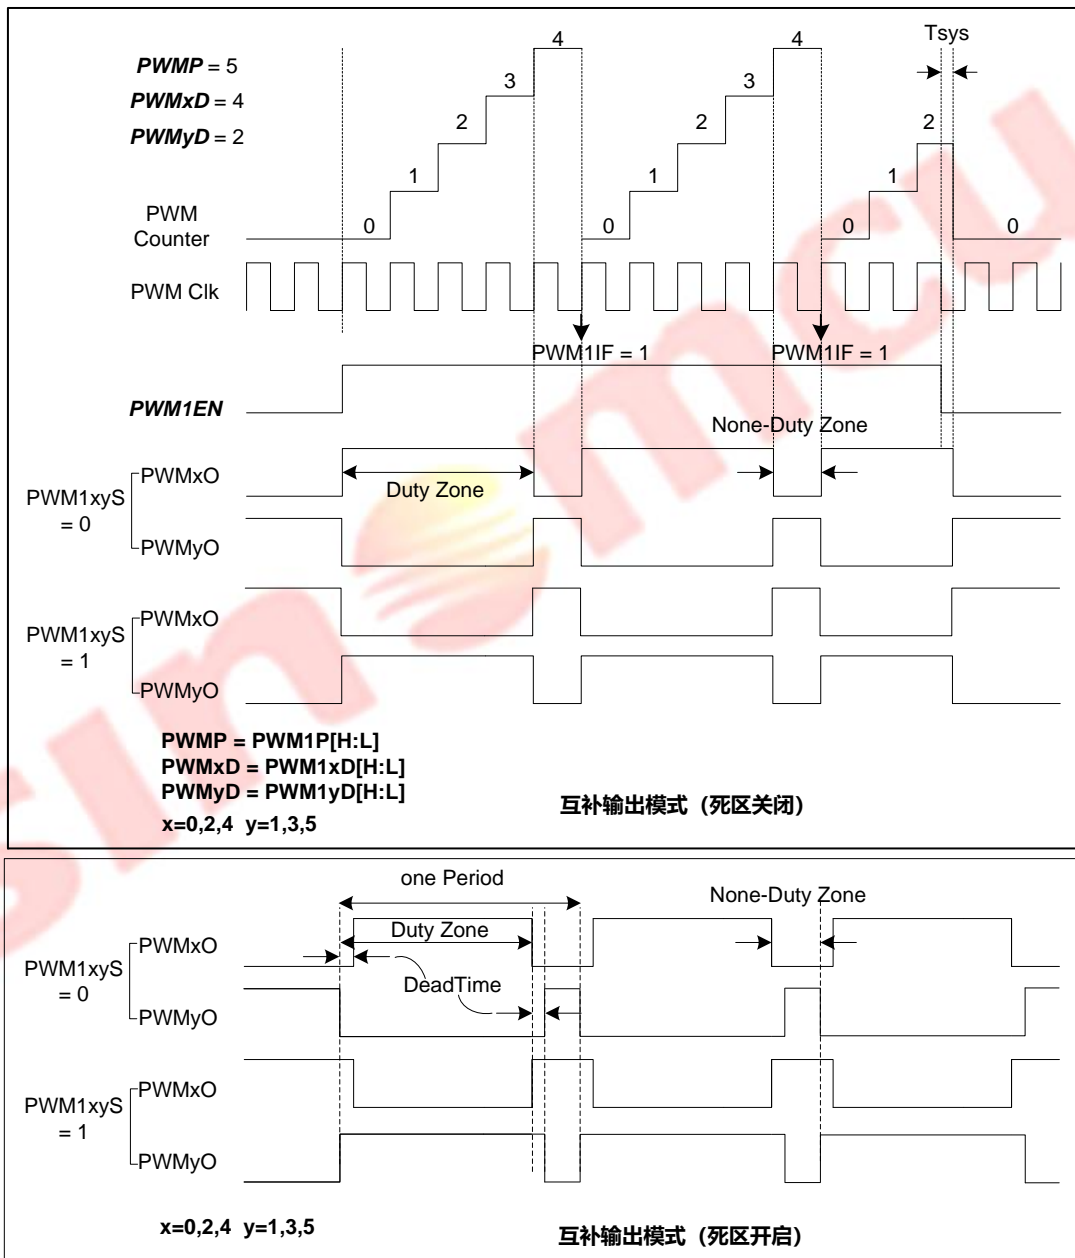 Tsys
4
4
PWMP = 5
3
3
PWMxD = 4
2
2
2
PWMyD = 2
1
1
1
PWM
Counter
0
0
0
0
PWM Clk
PWM1IF = 1
PWM1IF = 1
PWM1EN
None-Duty Zone
PWMxO
Duty Zone
PWM1xyS
= 0
PWMyO
PWMxO
PWM1xyS
= 1
PWMyO
PWMP = PWM1P[H:L]
PWMxD = PWM1xD[H:L]
PWMyD = PWM1yD[H:L]
x=0,2,4 y=1,3,5
互补输出模式（死区关闭）
one Period
None-Duty Zone
Duty Zone
PWMxO
PWM1xyS
= 0
DeadTime
PWMyO
PWMxO
PWM1xyS
= 1
PWMyO
x=0,2,4 y=1,3,5
互补输出模式（死区开启）
sinomcu